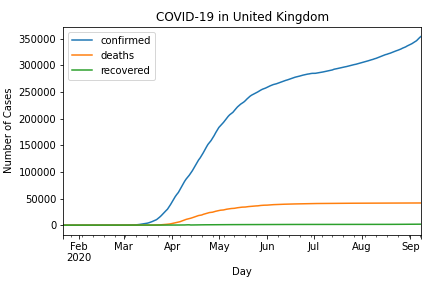 COVID-19 in United Kingdom
confirmed
deaths
recovered
Number of Cases
350000
300000
250000
200000
150000
100000
50000
0
Feb Mar Apr May Jun Jul Aug Sep
2020
Day